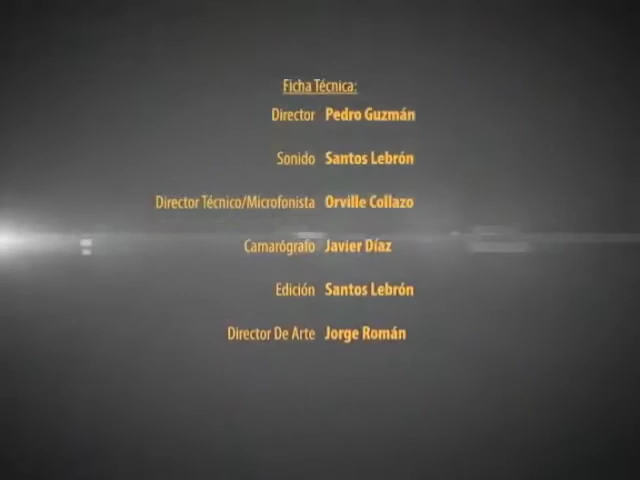 Ficha Técnica:
Director Pedro Guzmán
Sonido Santos Lebrón
Director Técnico/Microfonista Orville Collazo
Camarógrafo Javier Díaz
Edición Santos Lebrón
Director De Arte Jorge Román